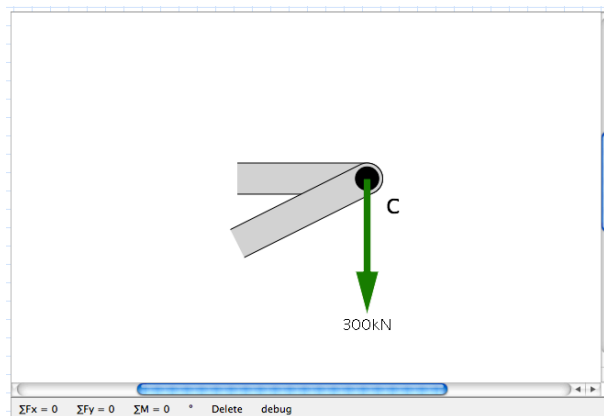 C
300kN
ΣFx = 0 ΣFy = 0 ΣM = 0 ° Delete debug